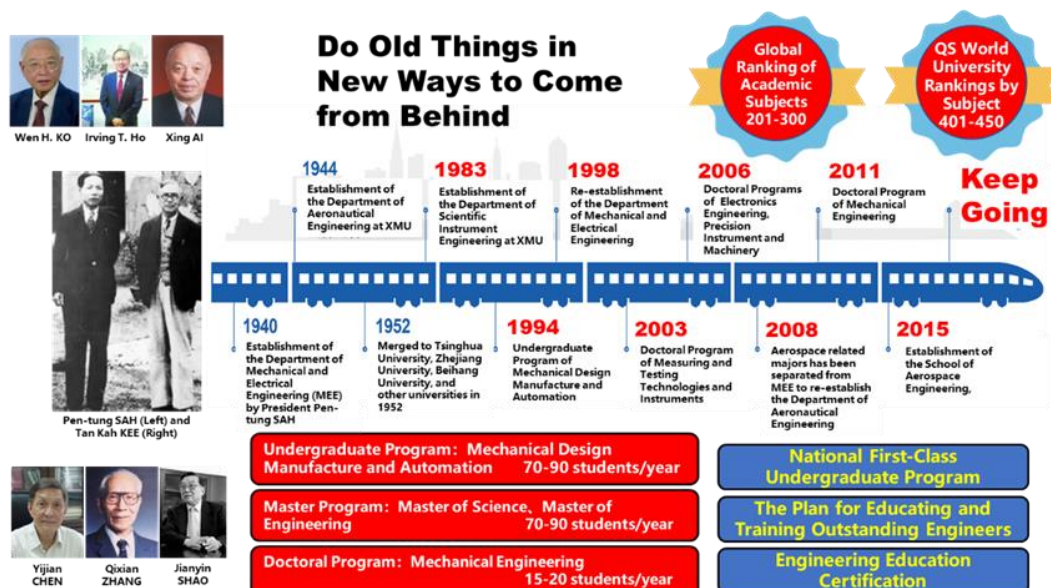 Do Old Things in
New Ways to Come
from Behind
Global
Ranking of
Academic
Subjects
201-300
QS World
University
Rankings by
Subject
401-450
Wen H. KO
Irving T. Ho
Xing AI
1944
Establishment of
the Department of
Aeronautical
Engineering at XMU
1983
Establishment of
the Department of
Scientific
Instrument
Engineering at XMU
1998
Re-establishment
of the Department
of Mechanical and
Electrical
Engineering
2006
Doctoral Programs
of Electronics
Engineering,
Precision
Instrument and
Machinery
2011
Doctoral Program
of Mechanical
Engineering
Keep
Going
1940
Establishment of
the Department of
Mechanical and
Electrical
Engineering (MEE)
by President Pen-
tung SAH
1952
Merged to Tsinghua
University, Zhejiang
University, Beihang
University, and
other universities in
1952
1994
Undergraduate
Program of
Mechanical Design
Manufacture and
Automation
2003
Doctoral Program
of Measuring and
Testing
Technologies and
Instruments
2008
Aerospace related
majors has been
separated from
MEE to re-establish
the Department of
Aeronautical
Engineering
2015
Establishment of
the School of
Aerospace
Engineering,
Pen-tung SAH (Left) and
Tan Kah KEE (Right)
Undergraduate Program: Mechanical Design
Manufacture and Automation 70-90 students/year
Master Program: Master of Science、Master of
Engineering 70-90 students/year
Doctoral Program: Mechanical Engineering
15-20 students/year
National First-Class
Undergraduate Program
The Plan for Educating and
Training Outstanding Engineers
Engineering Education
Certification
Yijian
CHEN
Qixian
ZHANG
Jianyin
SHAO